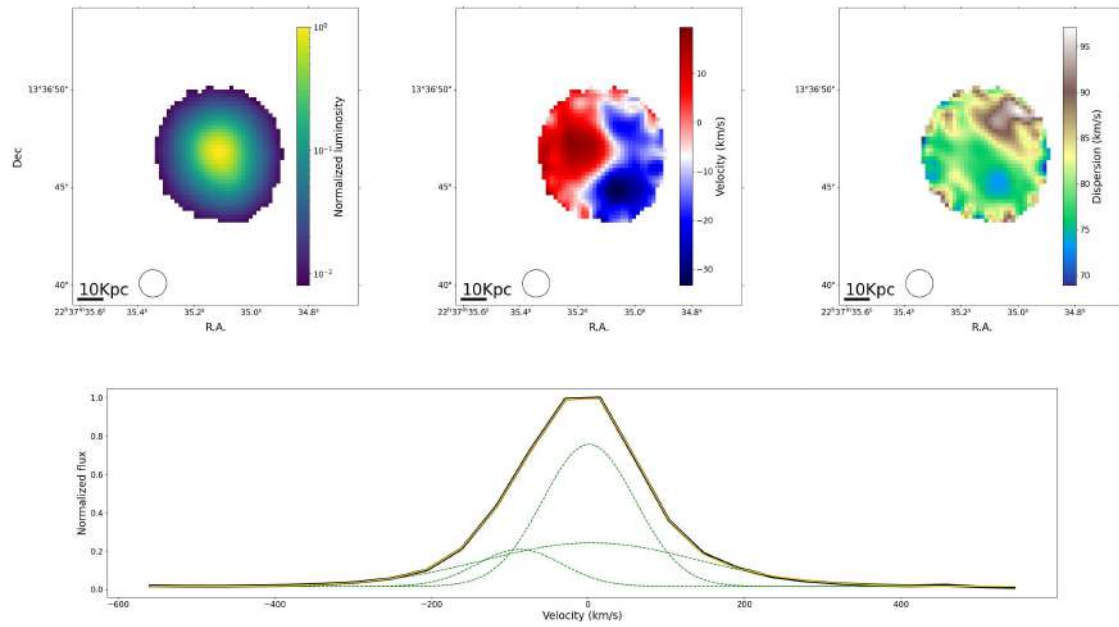 10⁰
10⁻¹
10⁻²
Normalized luminosity
13°36'50"
45"
40"
Dec
10Kpc
22ʰ37ᵐ35.6ˢ
35.4ˢ
35.2ˢ
35.0ˢ
34.8ˢ
R.A.
10
0
−10
−20
−30
Velocity (km/s)
13°36'50"
45"
40"
10Kpc
22ʰ37ᵐ35.6ˢ
35.4ˢ
35.2ˢ
35.0ˢ
34.8ˢ
R.A.
95
90
85
80
75
70
Dispersion (km/s)
13°36'50"
45"
40"
10Kpc
22ʰ37ᵐ35.6ˢ
35.4ˢ
35.2ˢ
35.0ˢ
34.8ˢ
R.A.
1.0
0.8
0.6
0.4
0.2
0.0
Normalized flux
−600
−400
−200
0
200
400
Velocity (km/s)